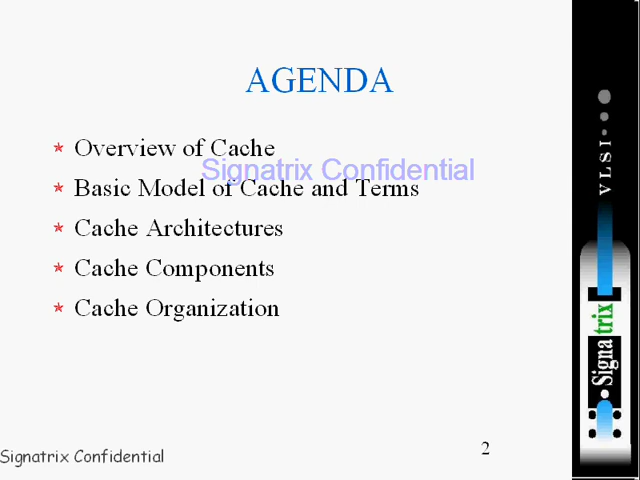 AGENDA
Overview of Cache
Signatrix Confidential
Basic Model of Cache and Terms
Cache Architectures
Cache Components
Cache Organization
Signatrix Confidential
2
VLSI
Signatrix